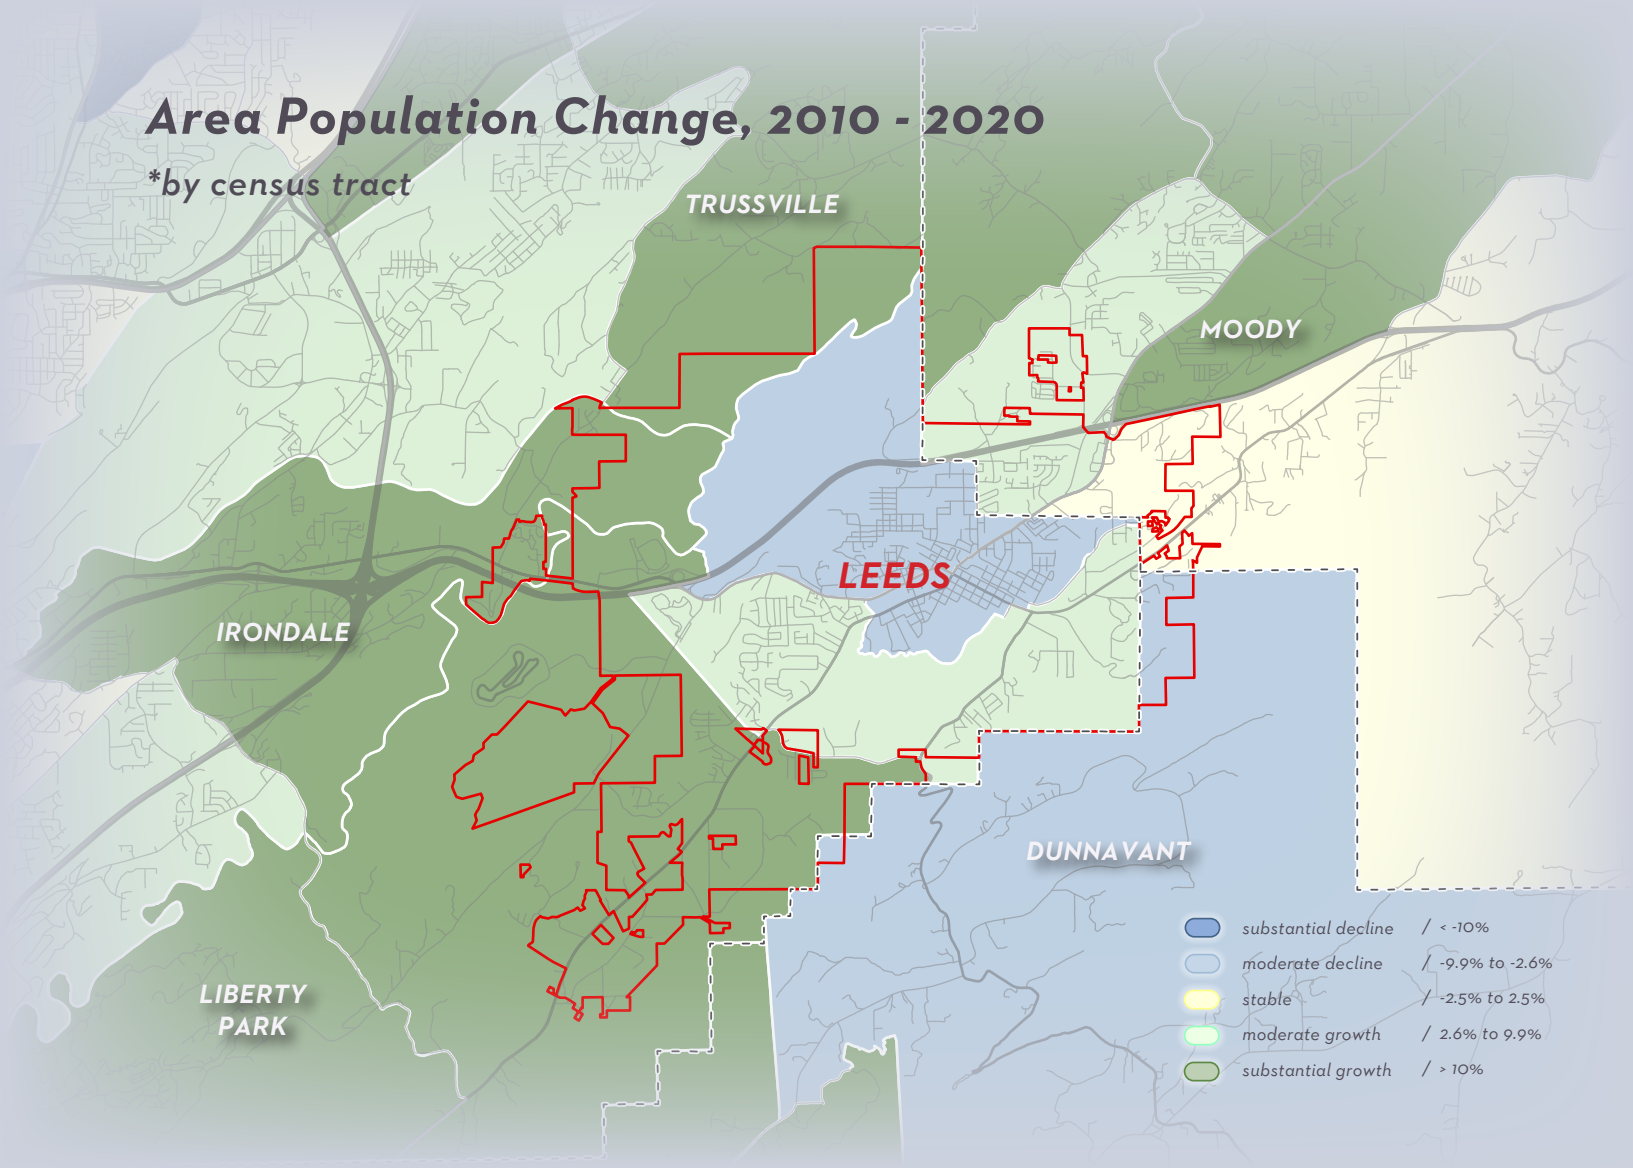 Area Population Change, 2010 - 2020
*by census tract
TRUSSVILLE
MOODY
LEEDS
IRONDALE
DUNNAVANT
LIBERTY
PARK
substantial decline / < -10%
moderate decline / -9.9% to -2.6%
stable / -2.5% to 2.5%
moderate growth / 2.6% to 9.9%
substantial growth / > 10%